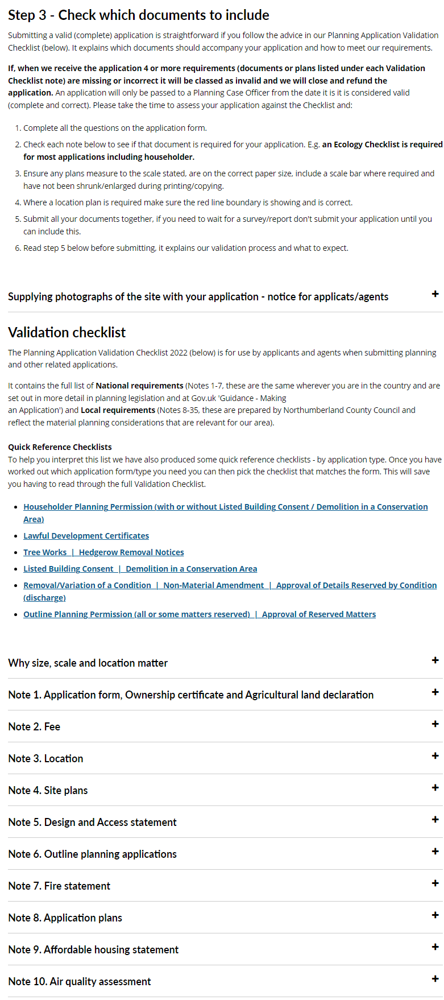 Step 3 - Check which documents to include
Submitting a valid (complete) application is straightforward if you follow the advice in our Planning Application Validation
Checklist (below). It explains which documents should accompany your application and how to meet our requirements.
If, when we receive the application 4 or more requirements (documents or plans listed under each Validation
Checklist note) are missing or incorrect it will be classed as invalid and we will close and refund the
application. An application will only be passed to a Planning Case Officer from the date it is it is considered valid
(complete and correct). Please take the time to assess your application against the Checklist and:
1. Complete all the questions on the application form.
2. Check each note below to see if that document is required for your application. E.g. an Ecology Checklist is required
for most applications including householder.
3. Ensure any plans measure to the scale stated, are on the correct paper size, include a scale bar where required and
have not been shrunk/enlarged during printing/copying.
4. Where a location plan is required make sure the red line boundary is showing and is correct.
5. Submit all your documents together, if you need to wait for a survey/report don't submit your application until you
can include this.
6. Read step 5 below before submitting, it explains our validation process and what to expect.
Supplying photographs of the site with your application - notice for applicats/agents +
Validation checklist
The Planning Application Validation Checklist 2022 (below) is for use by applicants and agents when submitting planning
and other related applications.
It contains the full list of National requirements (Notes 1-7, these are the same wherever you are in the country and are
set out in more detail in planning legislation and at Gov.uk 'Guidance - Making
an Application') and Local requirements (Notes 8-35, these are prepared by Northumberland County Council and
reflect the material planning considerations that are relevant for our area).
Quick Reference Checklists
To help you interpret this list we have also produced some quick reference checklists - by application type. Once you have
worked out which application form/type you need you can then pick the checklist that matches the form. This will save
you having to read through the full Validation Checklist.
• Householder Planning Permission (with or without Listed Building Consent / Demolition in a Conservation
Area)
• Lawful Development Certificates
• Tree Works | Hedgerow Removal Notices
• Listed Building Consent | Demolition in a Conservation Area
• Removal/Variation of a Condition | Non-Material Amendment | Approval of Details Reserved by Condition
(discharge)
• Outline Planning Permission (all or some matters reserved) | Approval of Reserved Matters
Why size, scale and location matter +
Note 1. Application form, Ownership certificate and Agricultural land declaration +
Note 2. Fee +
Note 3. Location +
Note 4. Site plans +
Note 5. Design and Access statement +
Note 6. Outline planning applications +
Note 7. Fire statement +
Note 8. Application plans +
Note 9. Affordable housing statement +
Note 10. Air quality assessment +